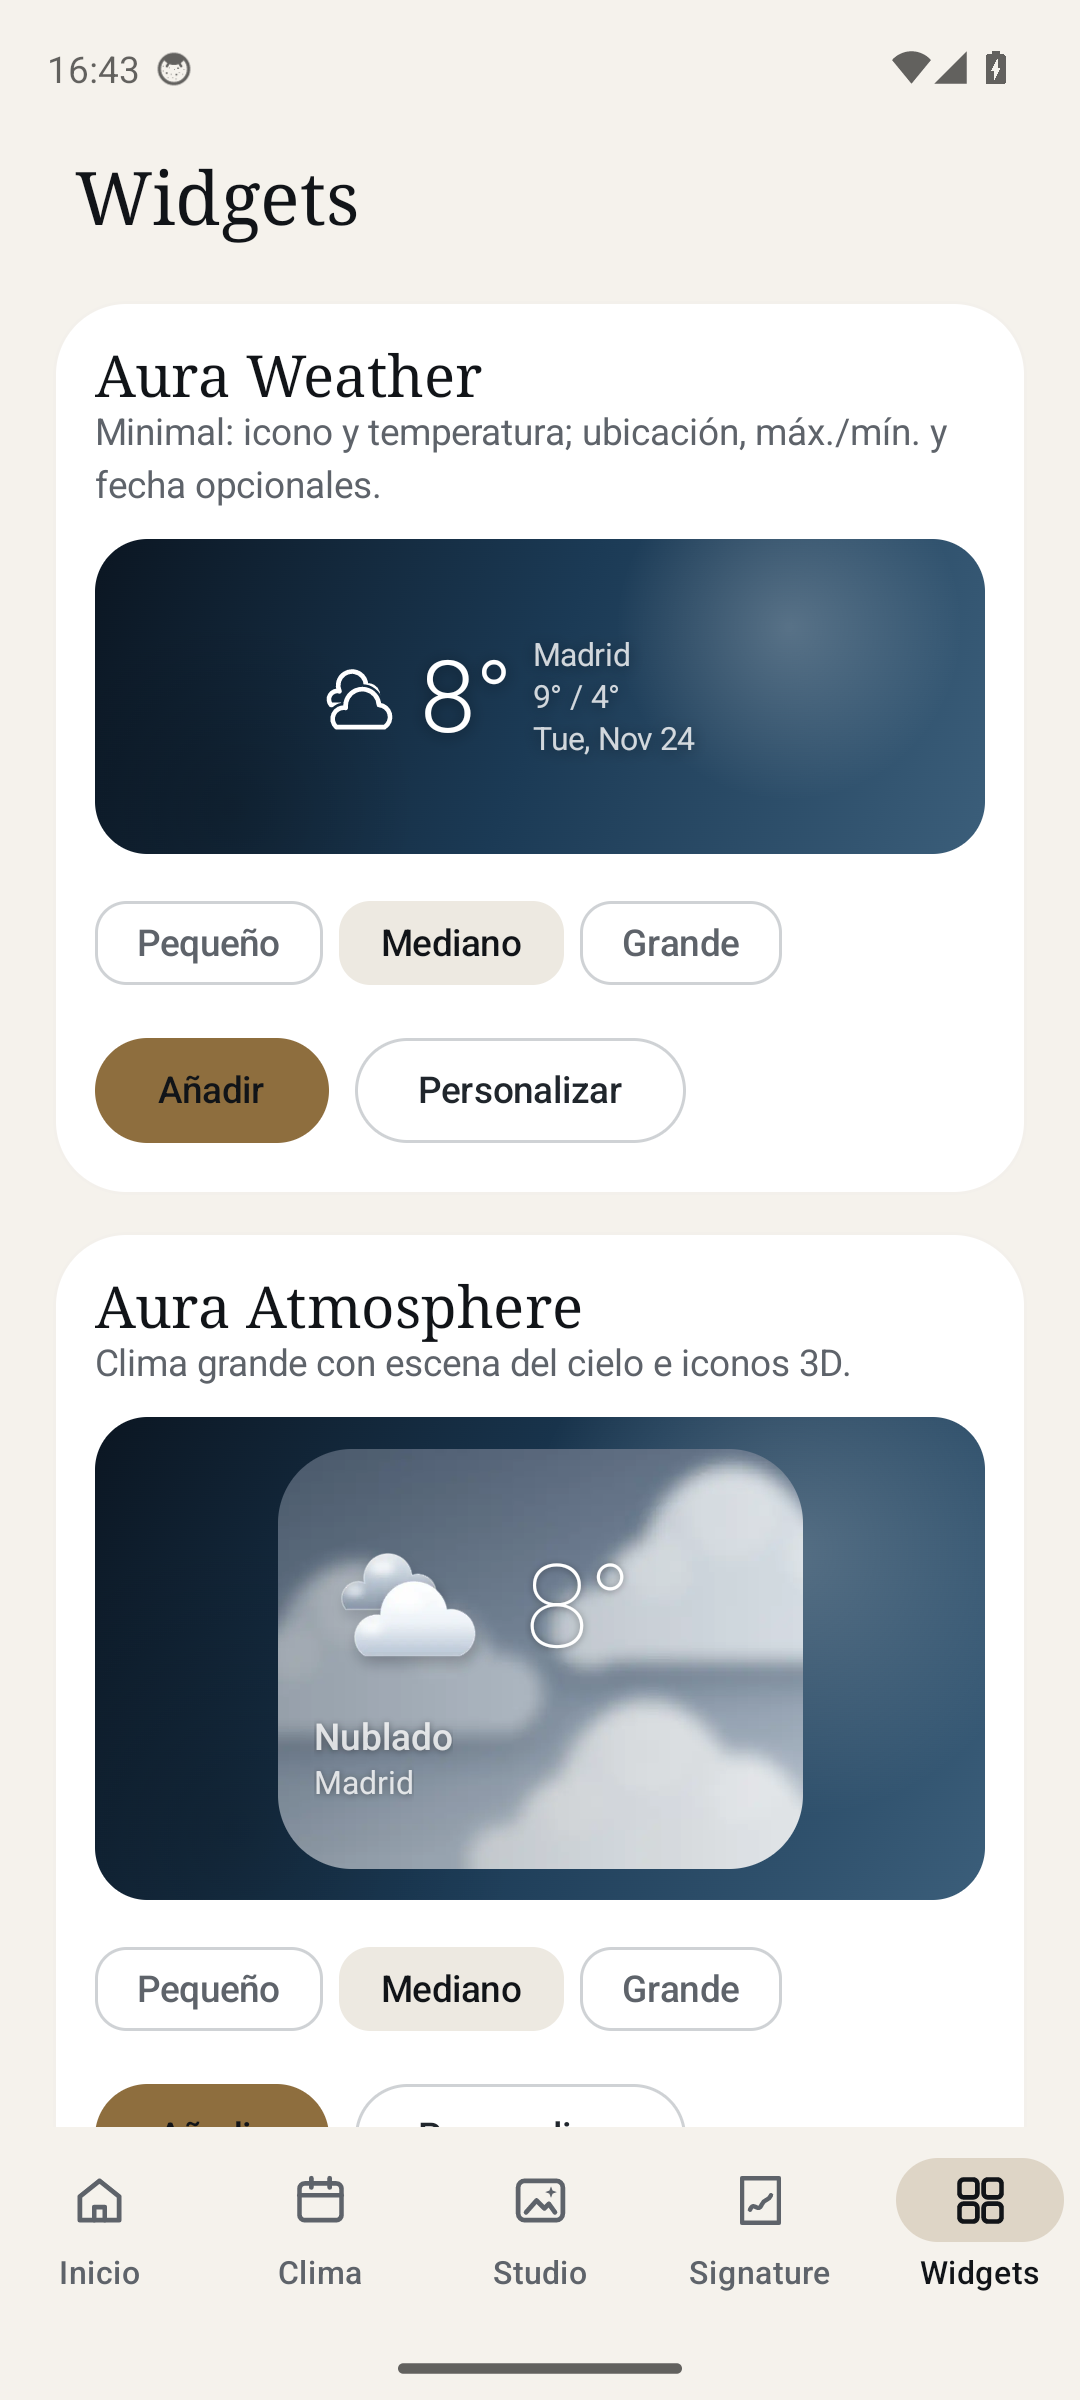 16:43
Widgets
Aura Weather
Minimal: icono y temperatura; ubicación, máx./mín. y
fecha opcionales.
8°
Madrid
9° / 4°
Tue, Nov 24
Pequeño
Mediano
Grande
Añadir
Personalizar
Aura Atmosphere
Clima grande con escena del cielo e iconos 3D.
8°
Nublado
Madrid
Pequeño
Mediano
Grande
Inicio
Clima
Studio
Signature
Widgets